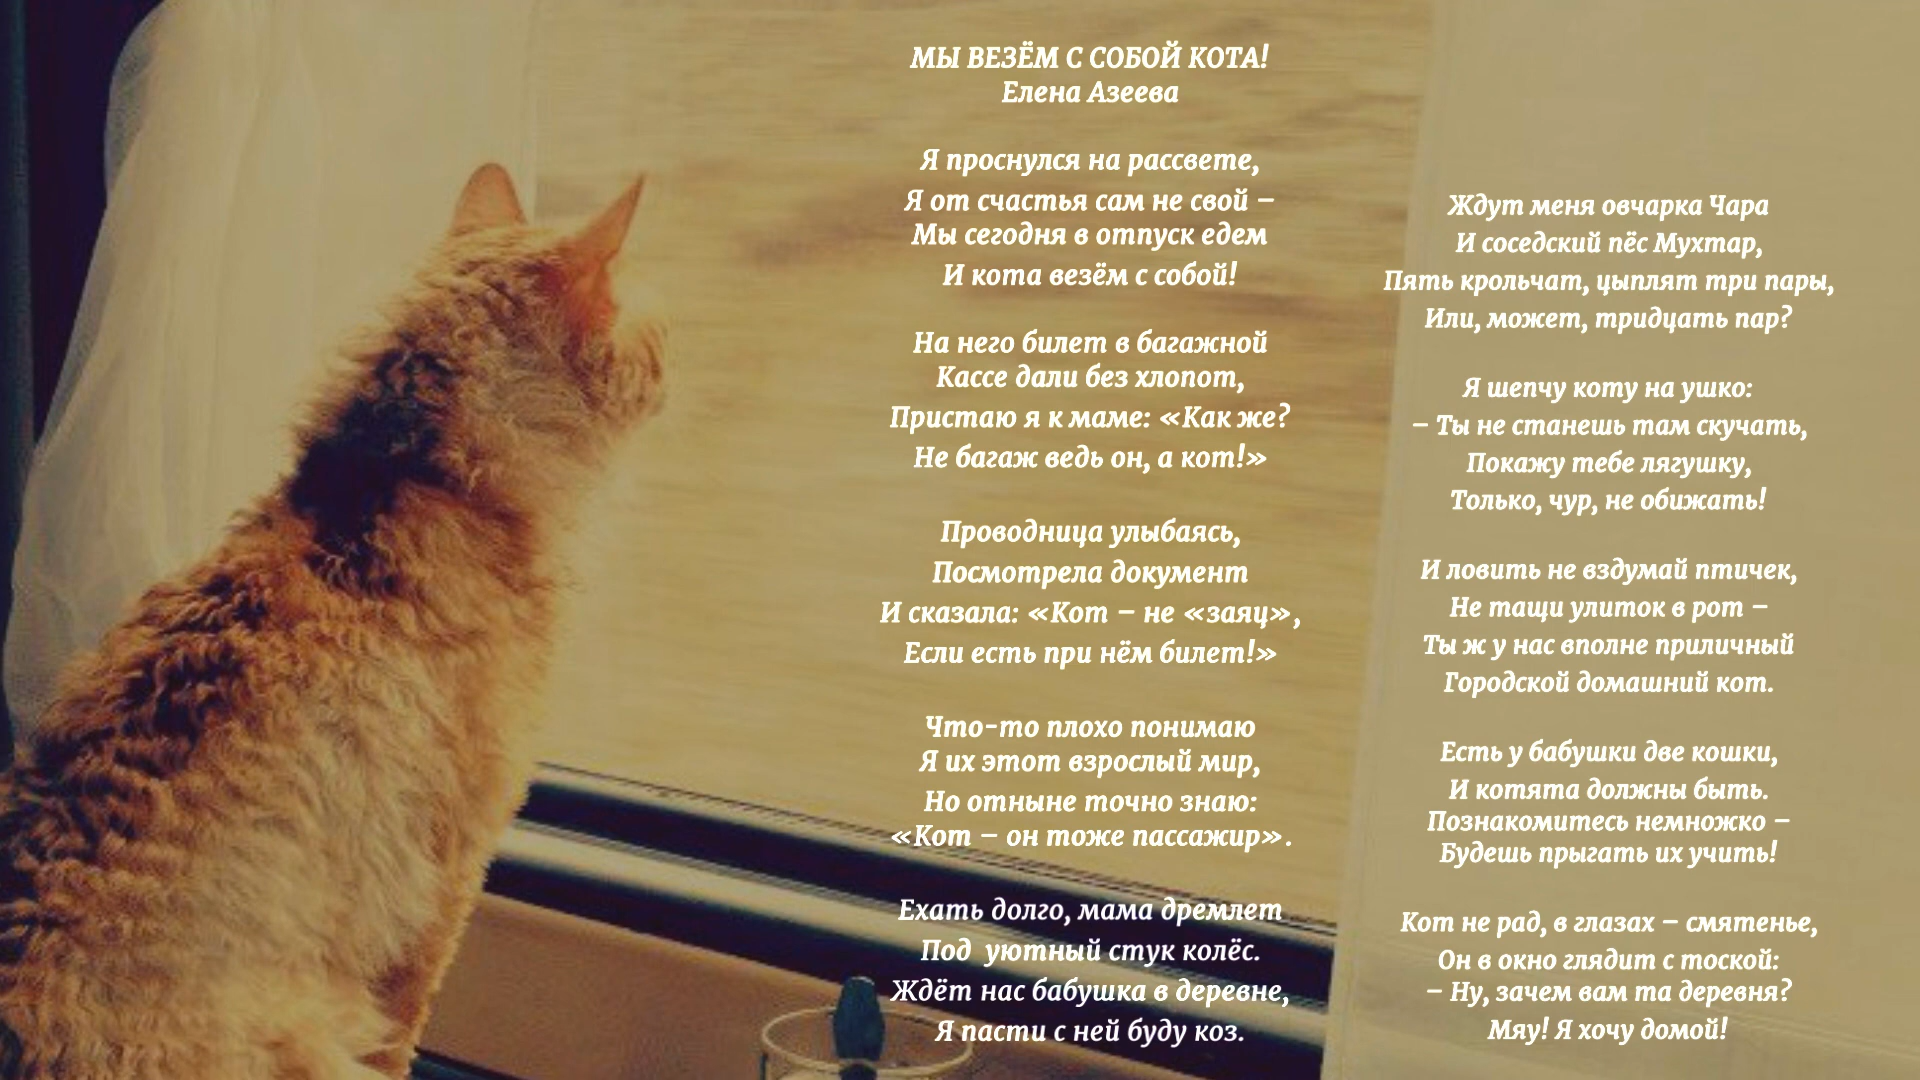 МЫ ВЕЗЁМ С СОБОЙ КОТА!
Елена Азеева
Я проснулся на рассвете,
Я от счастья сам не свой –
Мы сегодня в отпуск едем
И кота везём с собой!
На него билет в багажной
Кассе дали без хлопот,
Пристаю я к маме: «Как же?
Не багаж ведь он, а кот!»
Проводница улыбаясь,
Посмотрела документ
И сказала: «Кот – не «заяц»,
Если есть при нём билет!»
Что-то плохо понимаю
Я их этот взрослый мир,
Но отныне точно знаю:
«Кот – он тоже пассажир».
Ехать долго, мама дремлет
Под уютный стук колёс.
Ждёт нас бабушка в деревне,
Я пасти с ней буду коз.
Ждут меня овчарка Чара
И соседский пёс Мухтар,
Пять крольчат, цыплят три пары,
Или, может, тридцать пар?
Я шепчу коту на ушко:
– Ты не станешь там скучать,
Покажу тебе лягушку,
Только, чур, не обижать!
И ловить не вздумай птичек,
Не тащи улиток в рот –
Ты ж у нас вполне приличный
Городской домашний кот.
Есть у бабушки две кошки,
И котята должны быть.
Познакомитесь немножко –
Будешь прыгать их учить!
Кот не рад, в глазах – смятенье,
Он в окно глядит с тоской:
– Ну, зачем вам та деревня?
Мяу! Я хочу домой!